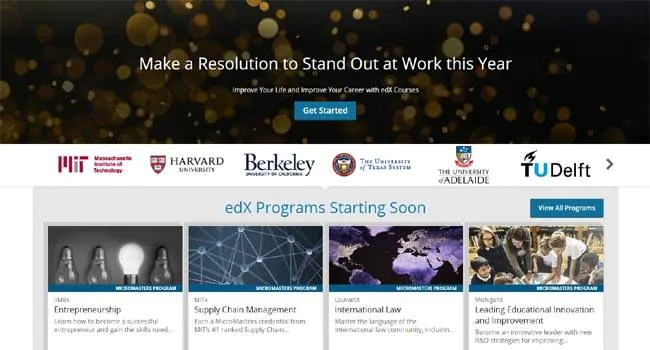 Make a Resolution to Stand Out at Work this Year
Improve Your Life and Improve Your Career with edX Courses
Get Started
MIT
Massachusetts
Institute of
Technology
HARVARD
UNIVERSITY
Berkeley
UNIVERSITY OF CALIFORNIA
THE UNIVERSITY
OF TEXAS SYSTEM
THE UNIVERSITY
of ADELAIDE
TUDelft
edX Programs Starting Soon
View All Programs
MICROMASTERS PROGRAM
IIMBx
Entrepreneurship
Learn how to become a successful
entrepreneur and gain the skills need...
MICROMASTERS PROGRAM
MITx
Supply Chain Management
Earn a MicroMasters credential from
MIT's #1 ranked Supply Chain...
MICROMASTERS PROGRAM
LouvainX
International Law
Master the language of the
international law community, includin...
MICROMASTERS PROGRAM
MichiganX
Leading Educational Innovation
and Improvement
Become an innovative leader with new
R&D strategies for improving...